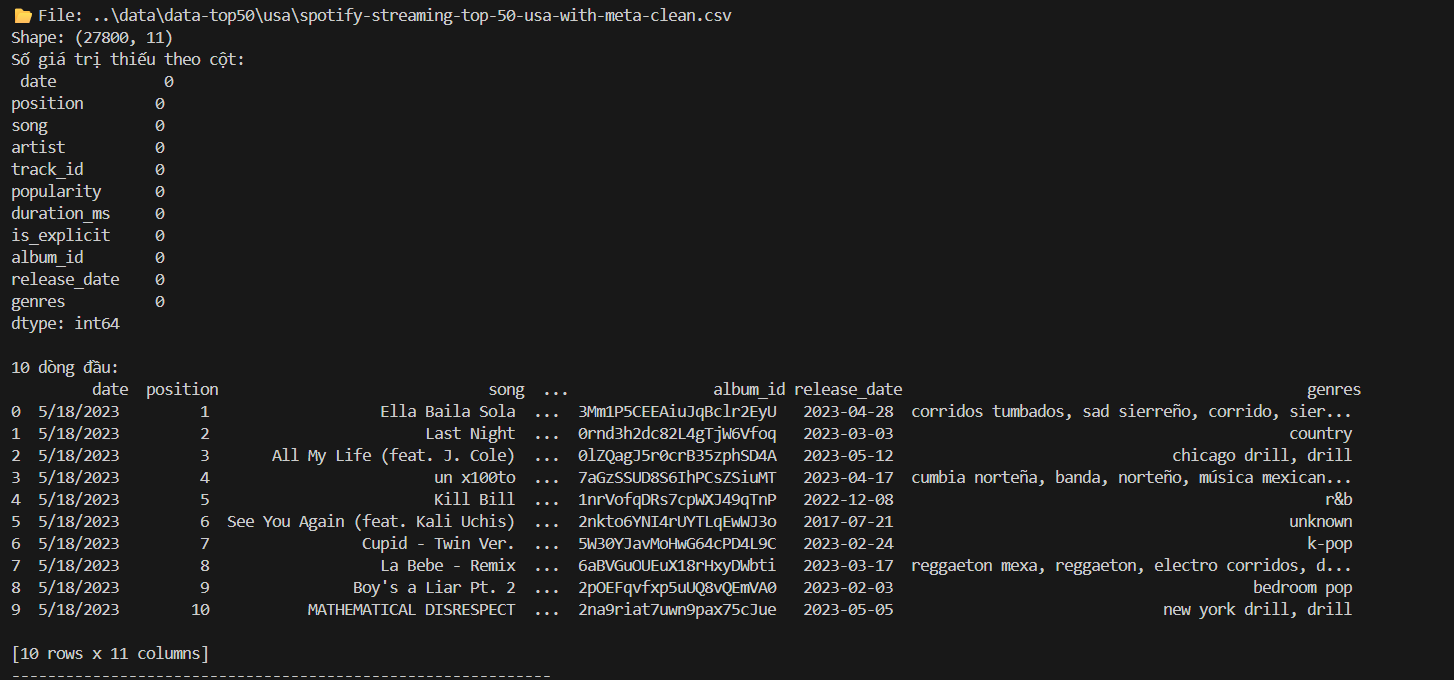 File: ..\data\data-top50\usa\spotify-streaming-top-50-usa-with-meta-clean.csv
Shape: (27800, 11)
Số giá trị thiếu theo cột:
date 0
position 0
song 0
artist 0
track_id 0
popularity 0
duration_ms 0
is_explicit 0
album_id 0
release_date 0
genres 0
dtype: int64
10 dòng đầu:
date position song ... album_id release_date genres
0 5/18/2023 1 Ella Baila Sola ... 3Mm1P5CEEAiuJqBclr2EyU 2023-04-28 corridos tumbados, sad sierreño, corrido, sier...
1 5/18/2023 2 Last Night ... 0rnd3h2dc82L4gTjW6Vfoq 2023-03-03 country
2 5/18/2023 3 All My Life (feat. J. Cole) ... 0lZQagJ5r0crB35zphSD4A 2023-05-12 chicago drill, drill
3 5/18/2023 4 un x100to ... 7aGzSSUD8S6IhPCsZSiuMT 2023-04-17 cumbia norteña, banda, norteño, música mexican...
4 5/18/2023 5 Kill Bill ... 1nrVofqDRs7cpWXJ49qTnP 2022-12-08 r&b
5 5/18/2023 6 See You Again (feat. Kali Uchis) ... 2nkto6YNI4rUYTLqEwWJ3o 2017-07-21 unknown
6 5/18/2023 7 Cupid - Twin Ver. ... 5W30YJavMoHwG64cPD4L9C 2023-02-24 k-pop
7 5/18/2023 8 La Bebe - Remix ... 6aBVGuOUEuX18rHxyDWbti 2023-03-17 reggaeton mexa, reggaeton, electro corridos, d...
8 5/18/2023 9 Boy's a Liar Pt. 2 ... 2pOEFqvfxp5uUQ8vQEmVA0 2023-02-03 bedroom pop
9 5/18/2023 10 MATHEMATICAL DISRESPECT ... 2na9riat7uwn9pax75cJue 2023-05-05 new york drill, drill
[10 rows x 11 columns]
------------------------------------------------------------